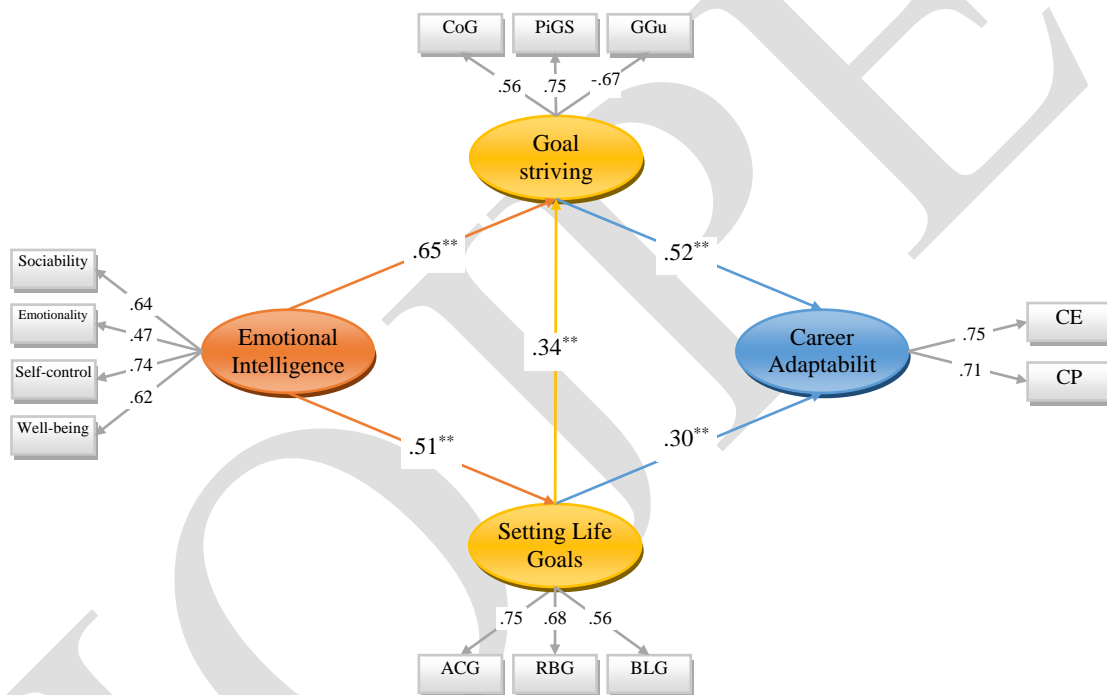 CoG
PiGS
GGu
.56
.75
-.67
Goal
striving
.65**
.52**
Sociability
Emotionality
Self-control
Well-being
.64
.47
.74
.62
Emotional
Intelligence
.34**
Career
Adaptabilit
.75
.71
CE
CP
.51**
.30**
Setting Life
Goals
.75
.68
.56
ACG
RBG
BLG